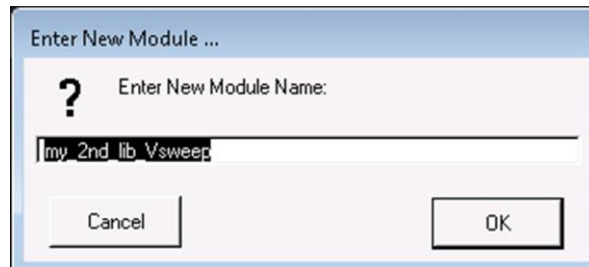 Enter New Module ...
?
Enter New Module Name:
my_2nd_lib_Vsweep
Cancel
OK